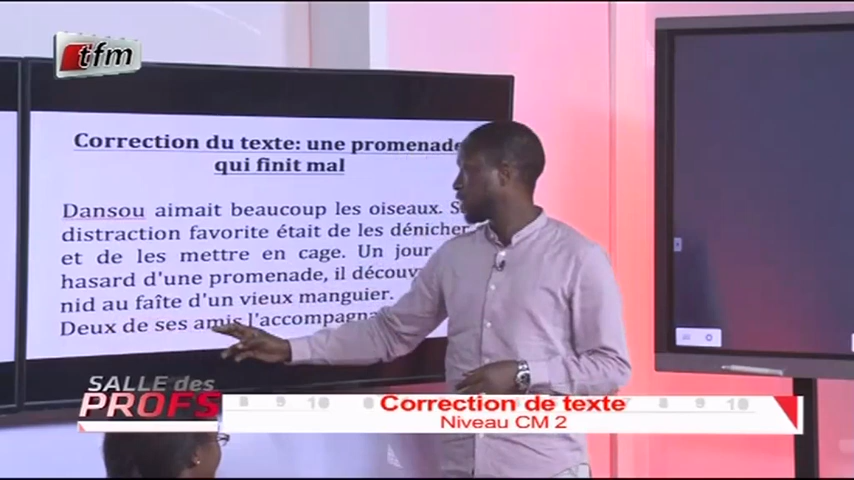 tfm
Correction du texte: une promenade
qui finit mal
Dansou aimait beaucoup les oiseaux.
distraction favorite était de les dénicher
et de les mettre en cage. Un jour
hasard d'une promenade, il
nid au faîte d'un vieux manguier.
Deux de ses amis
SALLE des
PROFS
Correction de texte
Niveau CM 2